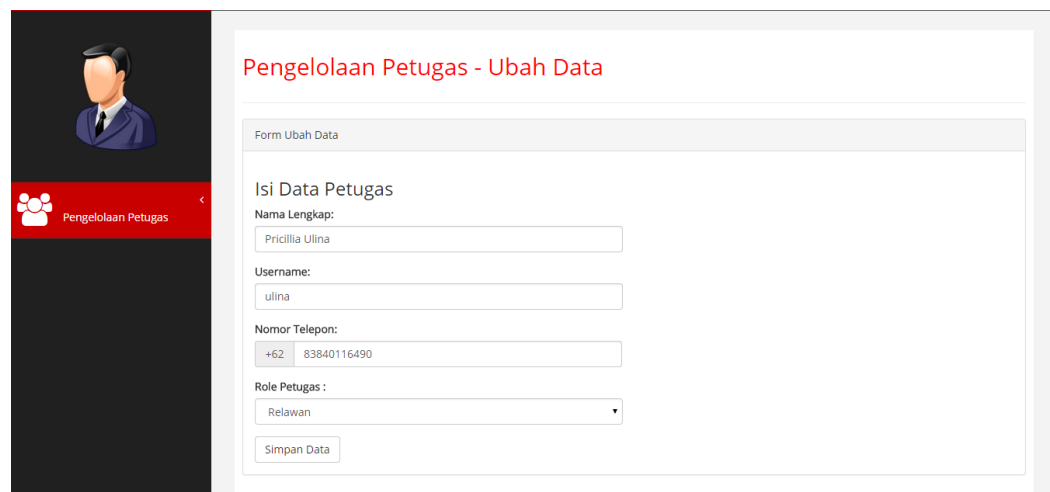 Pengelolaan Petugas - Ubah Data
Form Ubah Data
Pengelolaan Petugas
Isi Data Petugas
Nama Lengkap:
Pricillia Ulina
Username:
ulina
Nomor Telepon:
+62 83840116490
Role Petugas :
Relawan
Simpan Data